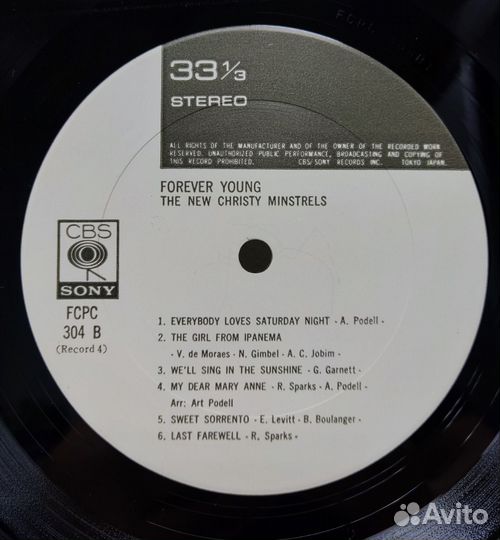 33 1/3
STEREO
ALL RIGHTS OF THE MANUFACTURER AND OF THE OWNER OF THE RECORDED WORK
RESERVED. UNAUTHORIZED PUBLIC PERFORMANCE, BROADCASTING AND COPYING OF
THIS RECORD PROHIBITED. CBS/SONY RECORDS INC. TOKYO JAPAN.
FOREVER YOUNG
THE NEW CHRISTY MINSTRELS
CBS
SONY
FCPC
304 B
(Record 4)
1. EVERYBODY LOVES SATURDAY NIGHT • A. Podell •
2. THE GIRL FROM IPANEMA
• V. de Moraes • N. Gimbel • A. C. Jobim •
3. WE'LL SING IN THE SUNSHINE • G. Garnett •
4. MY DEAR MARY ANNE • R. Sparks • A. Podell •
Arr: Art Podell
5. SWEET SORRENTO • E. Levitt • B. Boulanger •
6. LAST FAREWELL • R, Sparks •
Avito